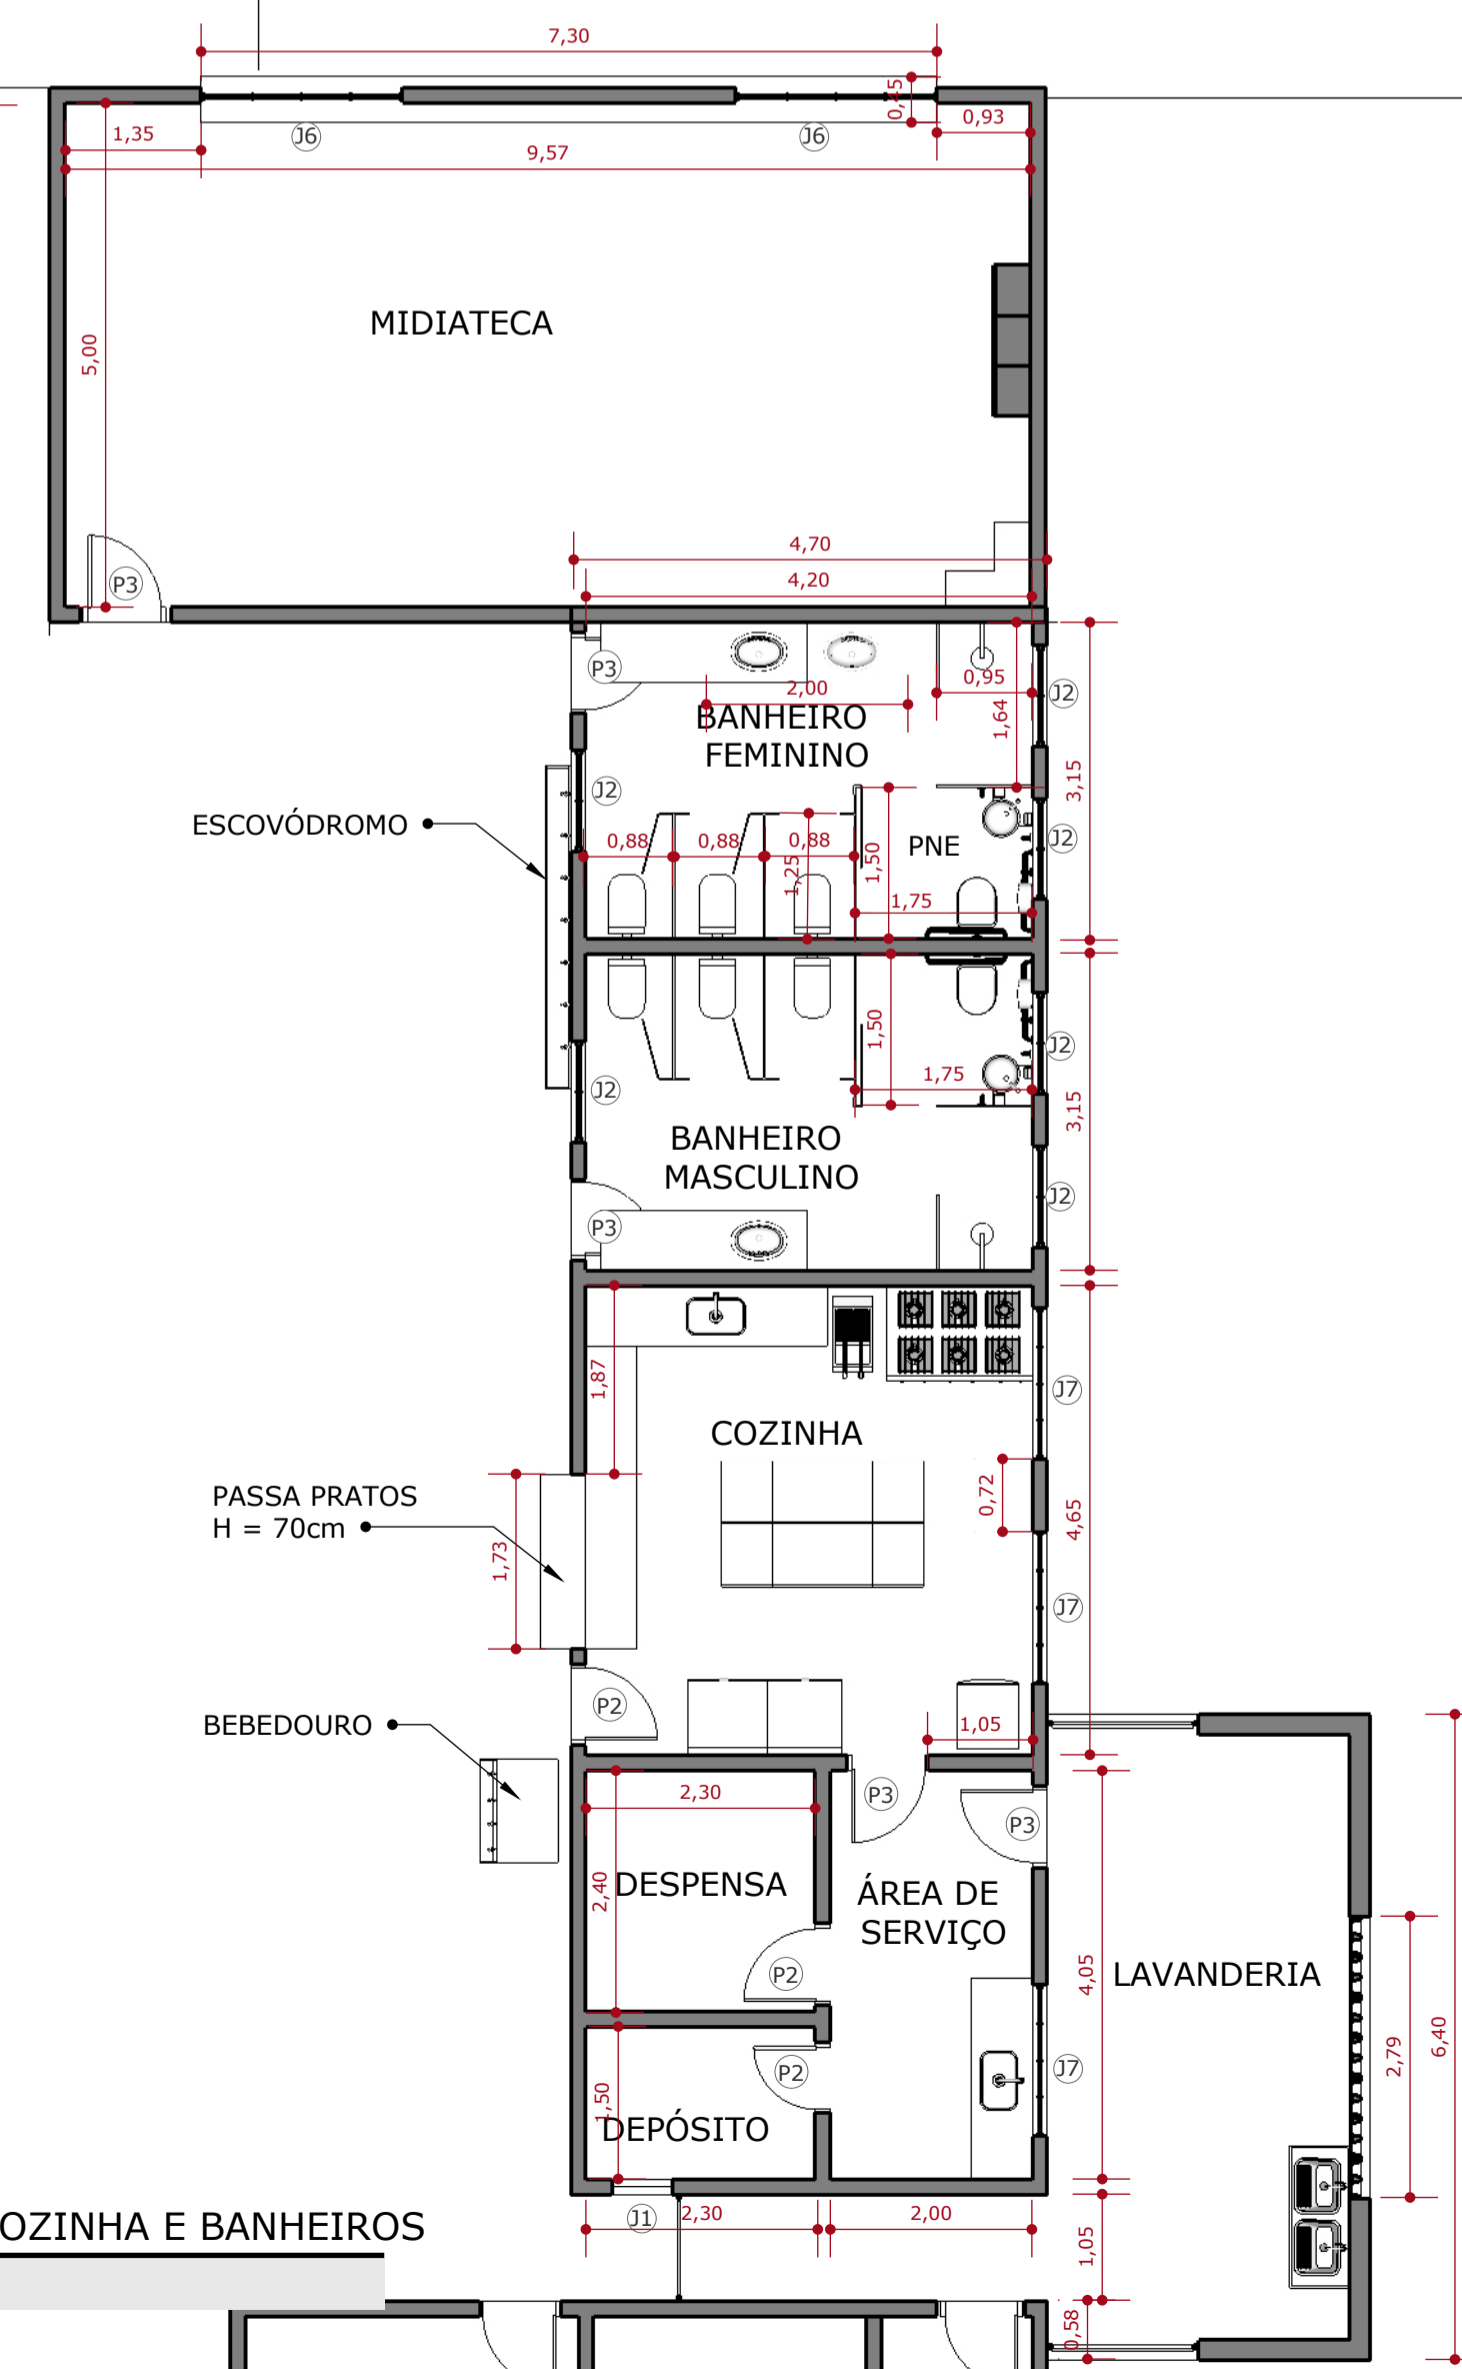 7,30
0,45
1,35
J6
J6
0,93
9,57
MIDIATECA
5,00
P3
4,70
4,20
P3
2,00
0,95
J2
BANHEIRO
FEMININO
1,64
3,15
J2
ESCOVÓDROMO
0,88
0,88
0,88
1,25
1,50
PNE
J2
1,75
1,50
J2
1,75
J2
3,15
BANHEIRO
MASCULINO
J2
P3
1,87
J7
COZINHA
PASSA PRATOS
H = 70cm
1,73
0,72
4,65
J7
P2
BEBEDOURO
1,05
2,30
P3
P3
2,40
DESPENSA
ÁREA DE
SERVIÇO
P2
4,05
LAVANDERIA
2,79
6,40
P2
J7
1,50
DEPÓSITO
J1
2,30
2,00
OZINHA E BANHEIROS
1,05
0,58